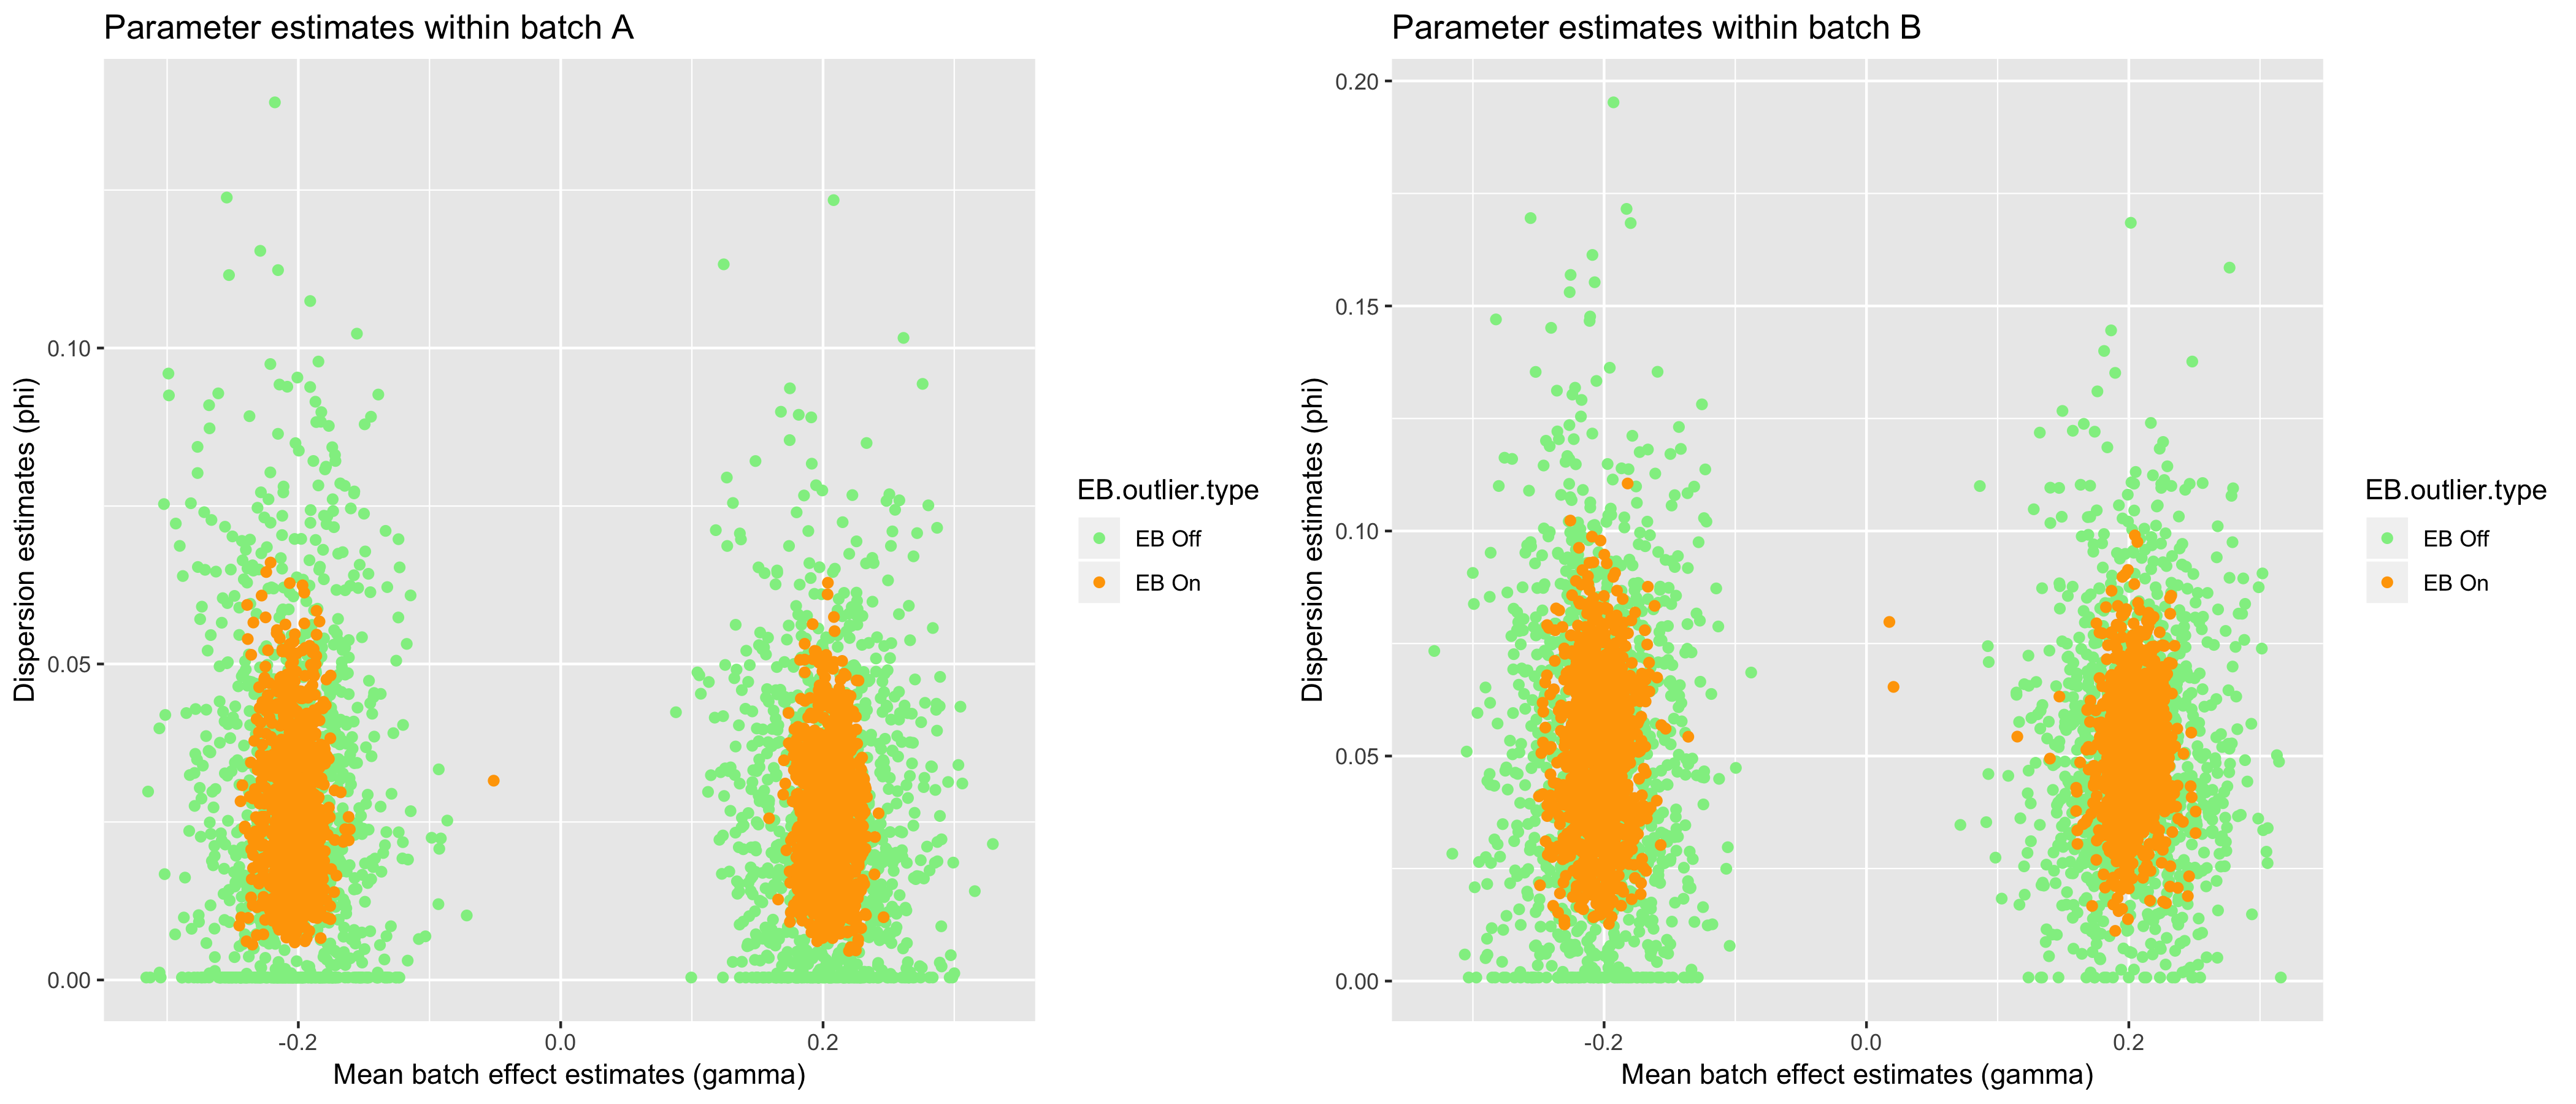 Parameter estimates within batch A
Dispersion estimates (phi)
0.10
0.05
0.00
-0.2
0.0
0.2
Mean batch effect estimates (gamma)
EB.outlier.type
EB Off
EB On
Parameter estimates within batch B
Dispersion estimates (phi)
0.20
0.15
0.10
0.05
0.00
-0.2
0.0
0.2
Mean batch effect estimates (gamma)
EB.outlier.type
EB Off
EB On